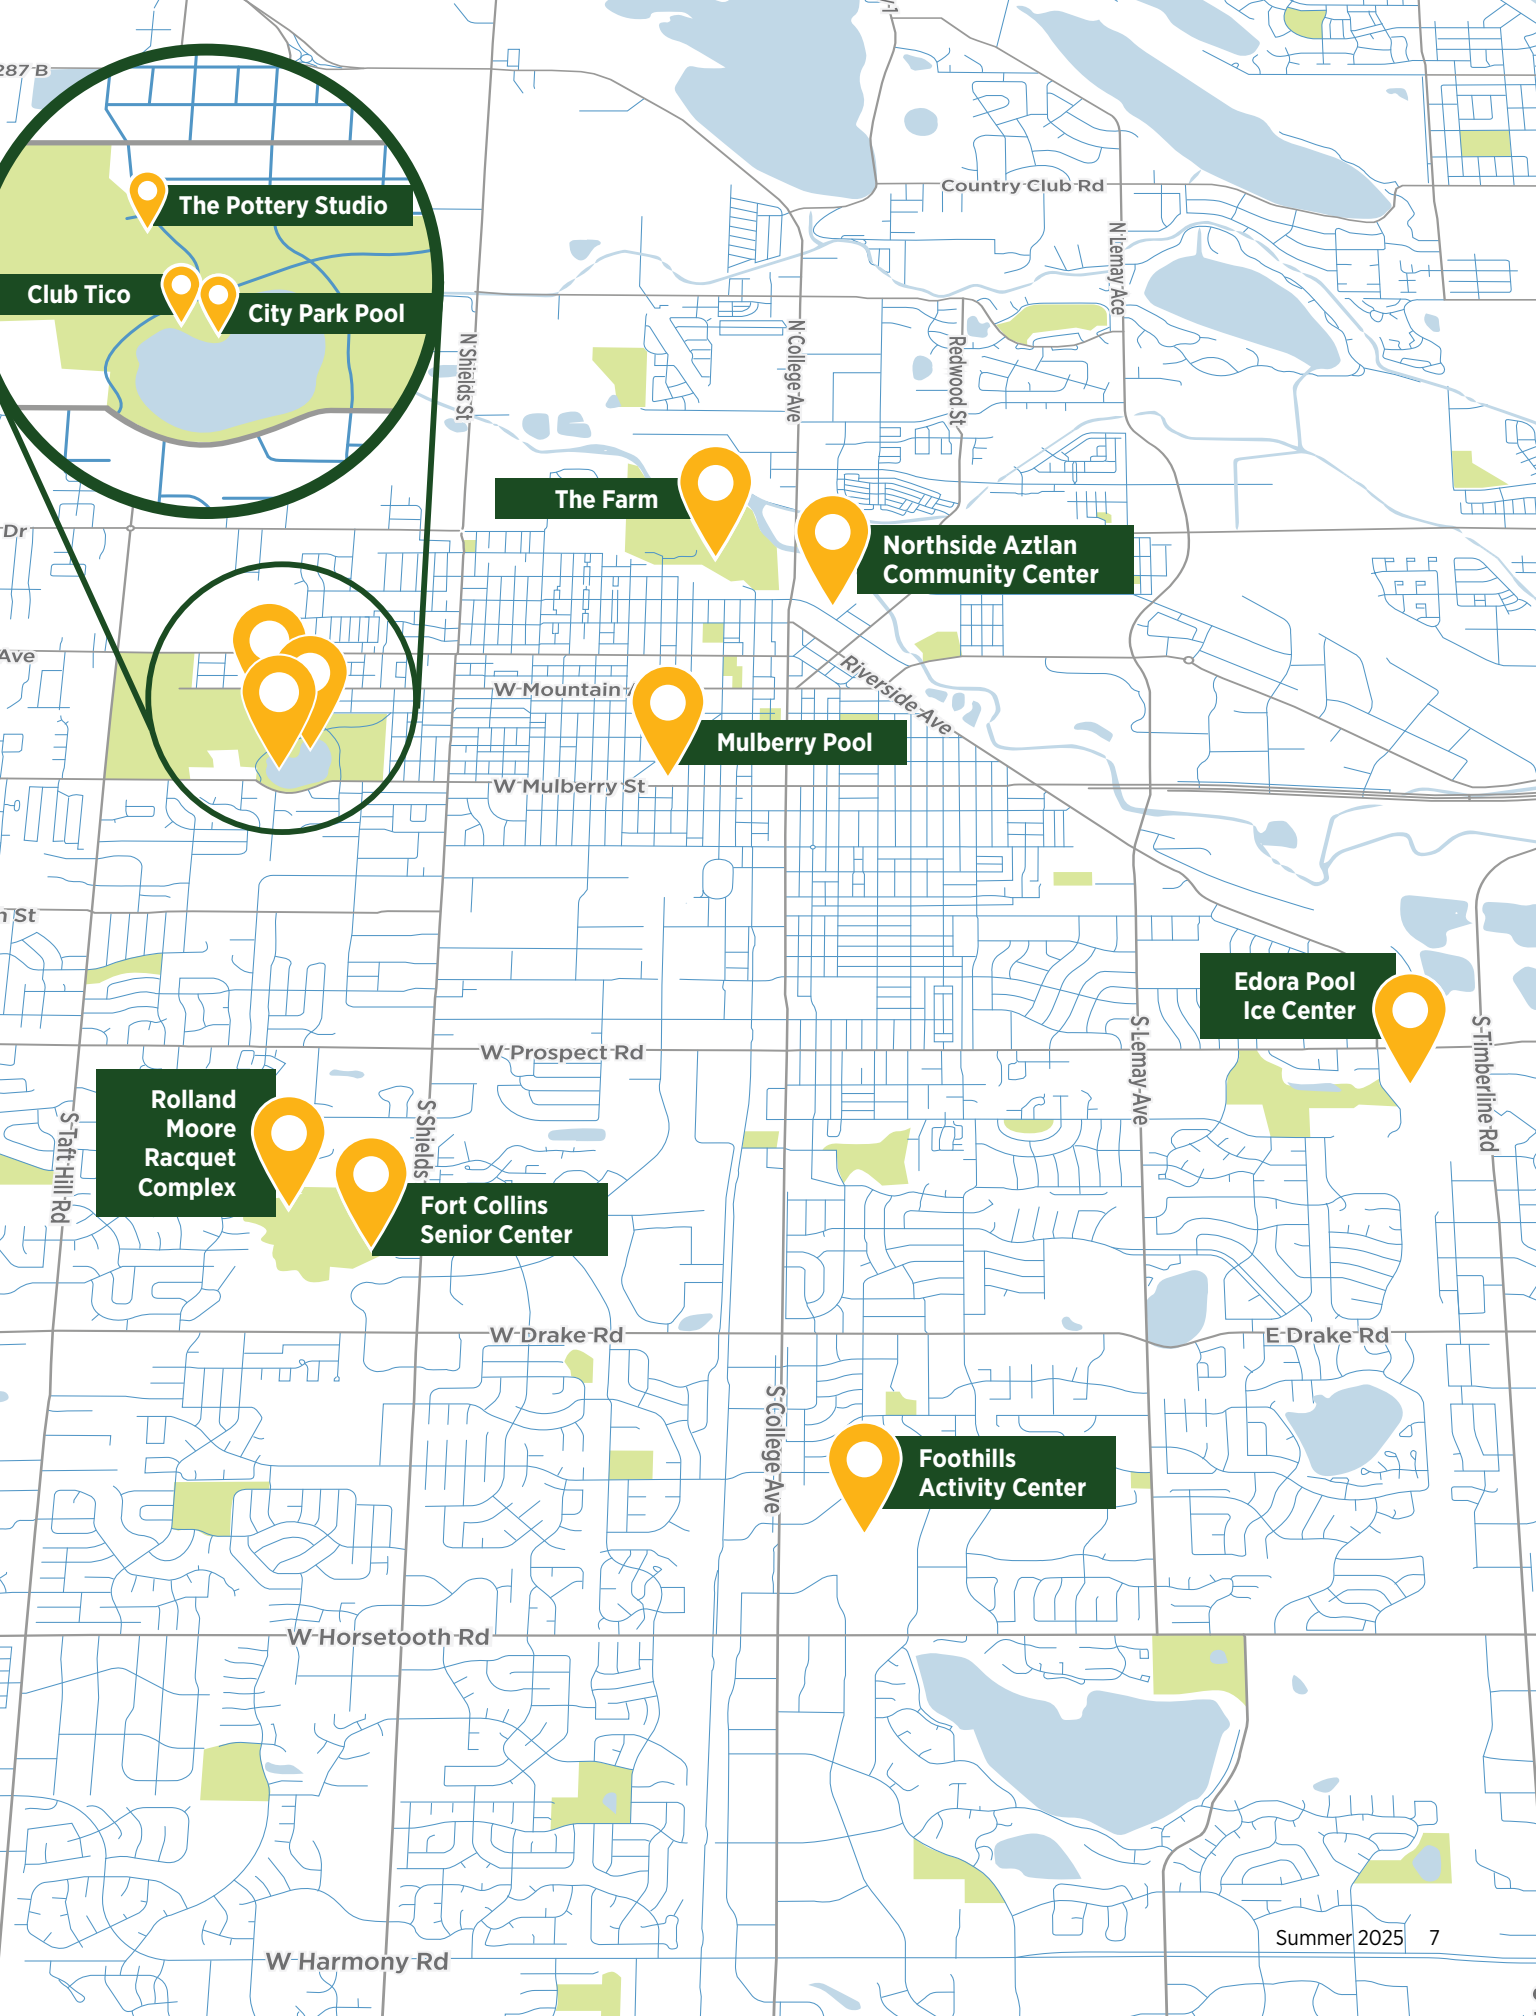 287 B
Country Club Rd
The Pottery Studio
N Lemay Ace
Club Tico
City Park Pool
N Shields St
N College Ave
Redwood St
The Farm
Dr
Northside Aztlan
Community Center
Ave
Riverside Ave
W Mountain
Mulberry Pool
W Mulberry St
St
Edora Pool
Ice Center
S Lemay Ave
S Timberline Rd
W Prospect Rd
Rolland
Moore
Racquet
Complex
S Taft Hill Rd
S Shields
Fort Collins
Senior Center
W Drake Rd
E Drake Rd
S College Ave
Foothills
Activity Center
W Horsetooth Rd
Summer 2025 7
W Harmony Rd